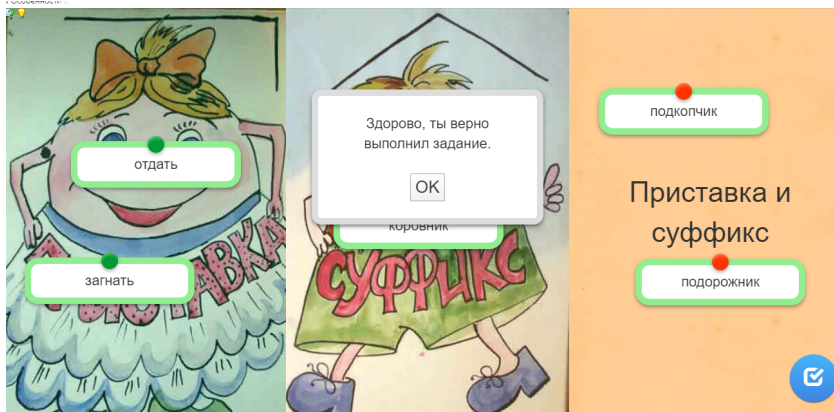 отдать
загнать
ПРИСТАВКА
Здорово, ты верно
выполнил задание.
OK
коровник
СУФФИКС
подкопчик
Приставка и
суффикс
подорожник